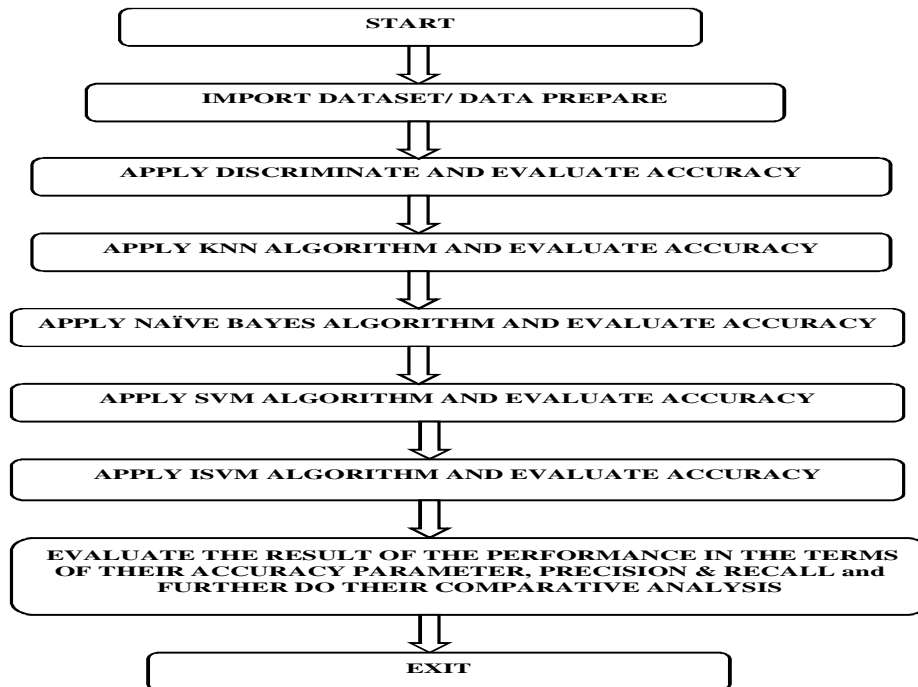 START
IMPORT DATASET/ DATA PREPARE
APPLY DISCRIMINATE AND EVALUATE ACCURACY
APPLY KNN ALGORITHM AND EVALUATE ACCURACY
APPLY NAÏVE BAYES ALGORITHM AND EVALUATE ACCURACY
APPLY SVM ALGORITHM AND EVALUATE ACCURACY
APPLY ISVM ALGORITHM AND EVALUATE ACCURACY
EVALUATE THE RESULT OF THE PERFORMANCE IN THE TERMS
OF THEIR ACCURACY PARAMETER, PRECISION & RECALL and
FURTHER DO THEIR COMPARATIVE ANALYSIS
EXIT